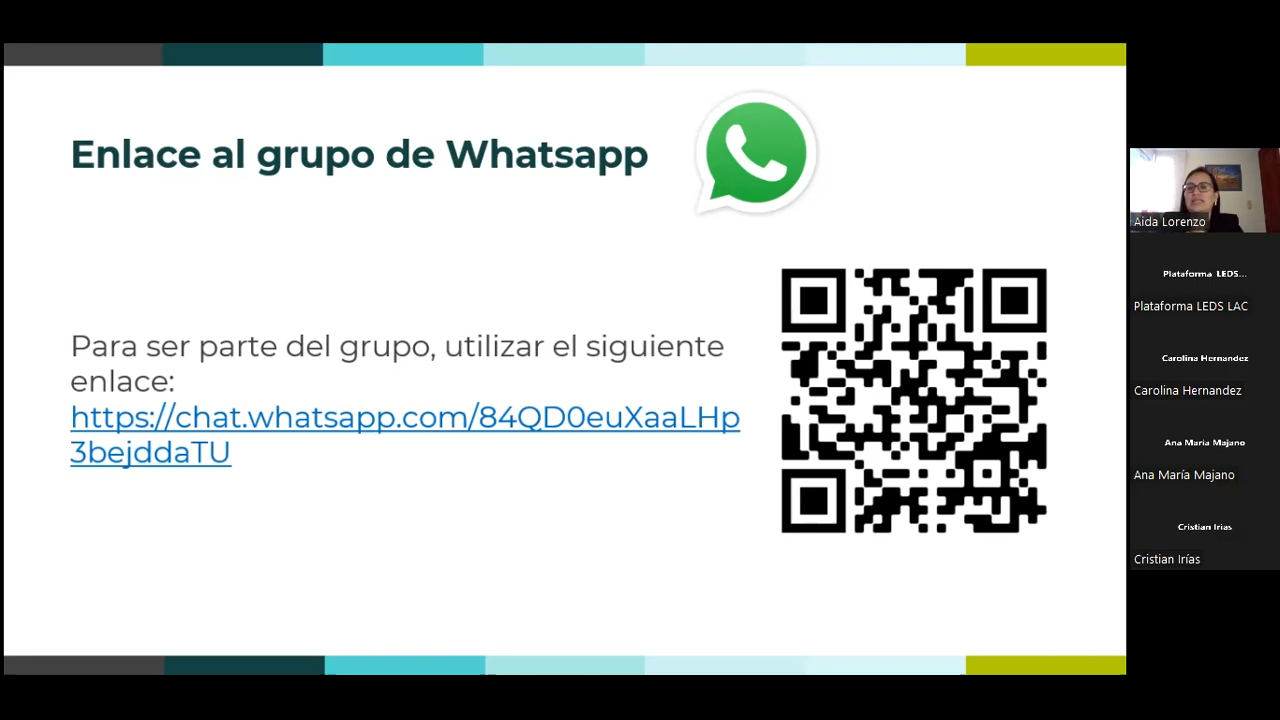 Enlace al grupo de Whatsapp
Para ser parte del grupo, utilizar el siguiente
enlace:
https://chat.whatsapp.com/84QD0euXaaLHp
3bejddaTU
Aida Lorenzo
Plataforma LEDS...
Plataforma LEDS LAC
Carolina Hernandez
Carolina Hernandez
Ana Maria Majano
Ana María Majano
Cristian Irias
Cristian Irías